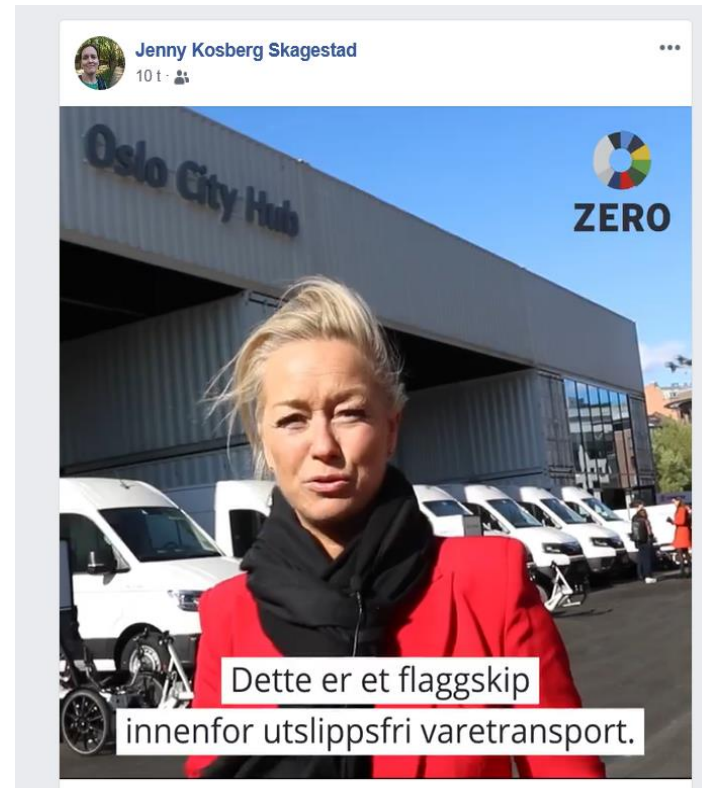 Jenny Kosberg Skagestad
10 t ·
Oslo City Hub
ZERO
Dette er et flaggskip
innenfor utslippsfri varetransport.